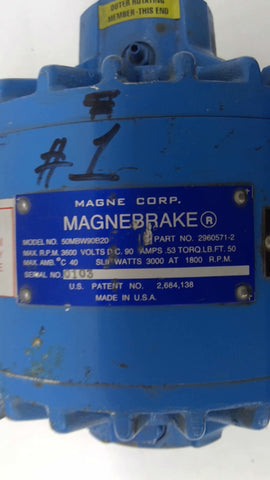 OUTER ROTATING
-MEMBER-THIS END
#1
MAGNE CORP.
MAGNEBRAKE®
MODEL NO. 50MBW90B20 PART NO. 2960571-2
MAX. R.P.M. 3600 VOLTS D.C. 90 AMPS .53 TORQ.LB.FT. 50
MAX. AMB. °C 40 SLIP WATTS 3000 AT 1800 R.P.M.
SERIAL NO. 0193
U.S. PATENT NO. 2,684,138
MADE IN U.S.A.